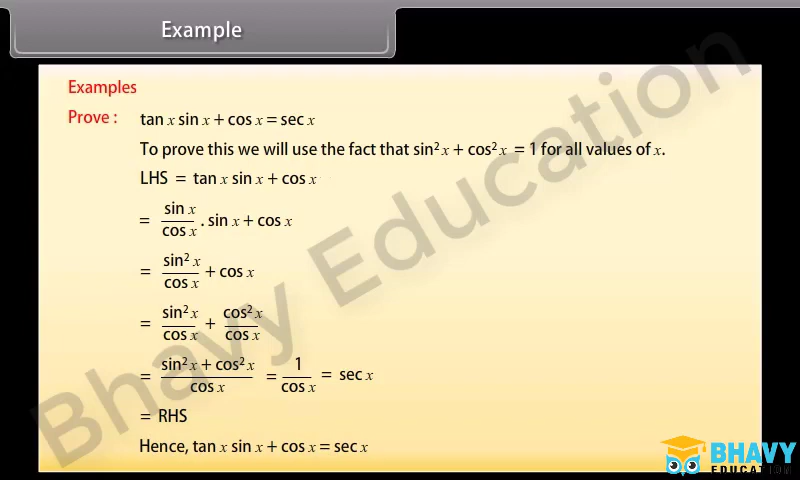 Example
Examples
Prove : tan x sin x + cos x = sec x
To prove this we will use the fact that sin² x + cos² x = 1 for all values of x.
LHS = tan x sin x + cos x
= sin x / cos x . sin x + cos x
= sin² x / cos x + cos x
= sin² x / cos x + cos² x / cos x
= sin² x + cos² x / cos x = 1 / cos x = sec x
= RHS
Hence, tan x sin x + cos x = sec x
Bhavy Education
BHAVY
EDUCATION